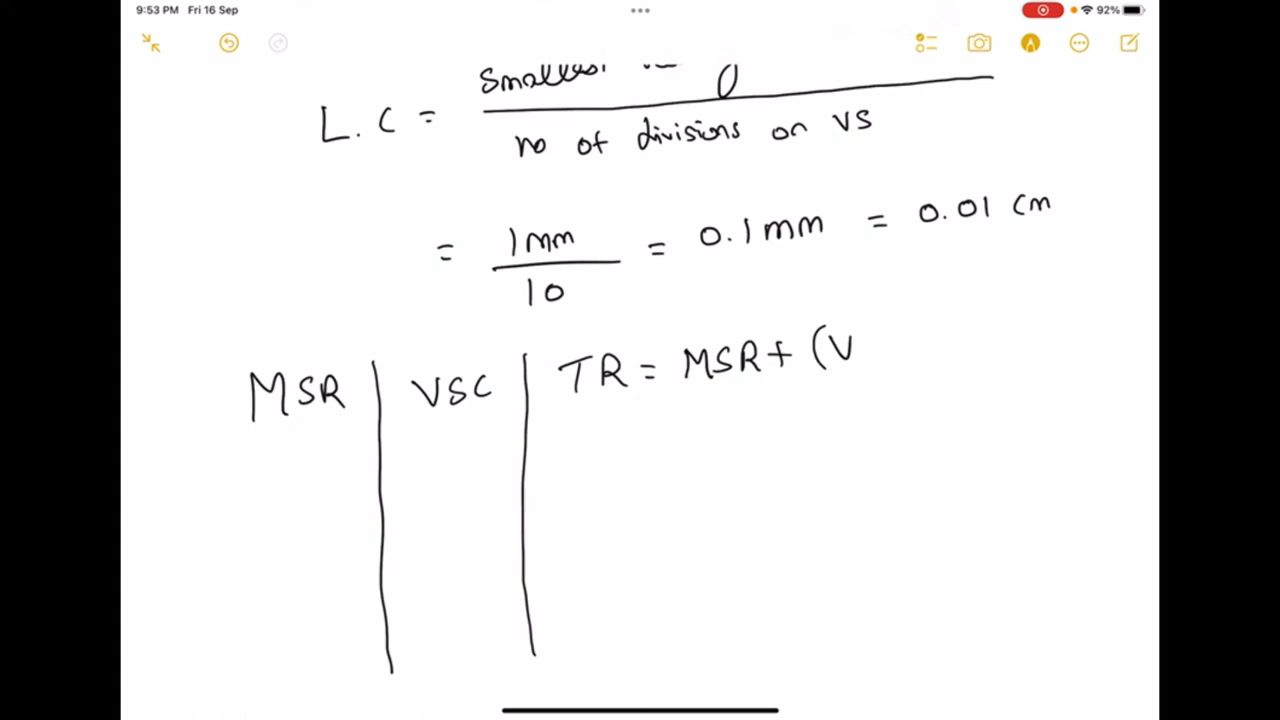 9:53 PM Fri 16 Sep
92%
L.C = Smallest
no of divisions on VS
= 1mm / 10 = 0.1mm = 0.01 cm
MSR VSC TR = MSR + (V